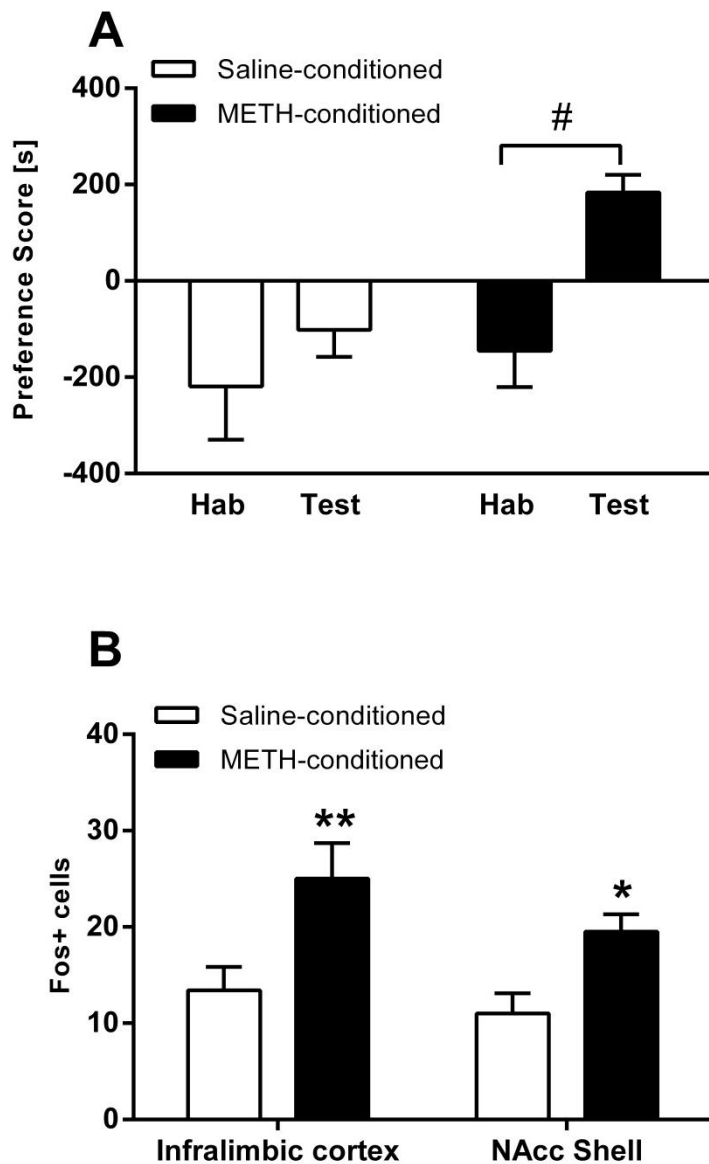 A
Saline-conditioned
METH-conditioned
Preference Score [s]
400
200
0
-200
-400
#
Hab Test Hab Test
B
Saline-conditioned
METH-conditioned
Fos+ cells
40
30
20
10
0
**
*
Infralimbic cortex NAcc Shell